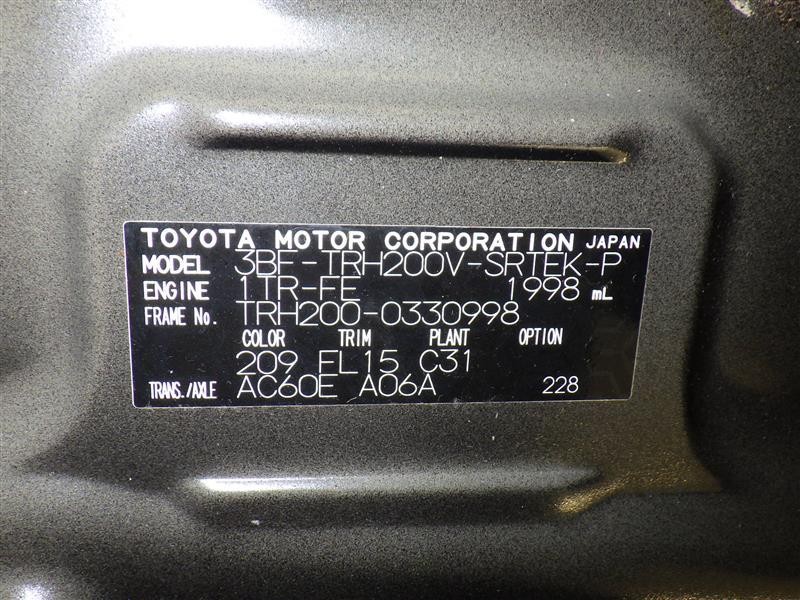 TOYOTA MOTOR CORPORATION JAPAN
MODEL 3BF-TRH200V-SRTEK-P
ENGINE 1TR-FE 1998 mL
FRAME No. TRH200-0330998
COLOR TRIM PLANT OPTION
209 FL15 C31
TRANS./AXLE AC60E A06A 228